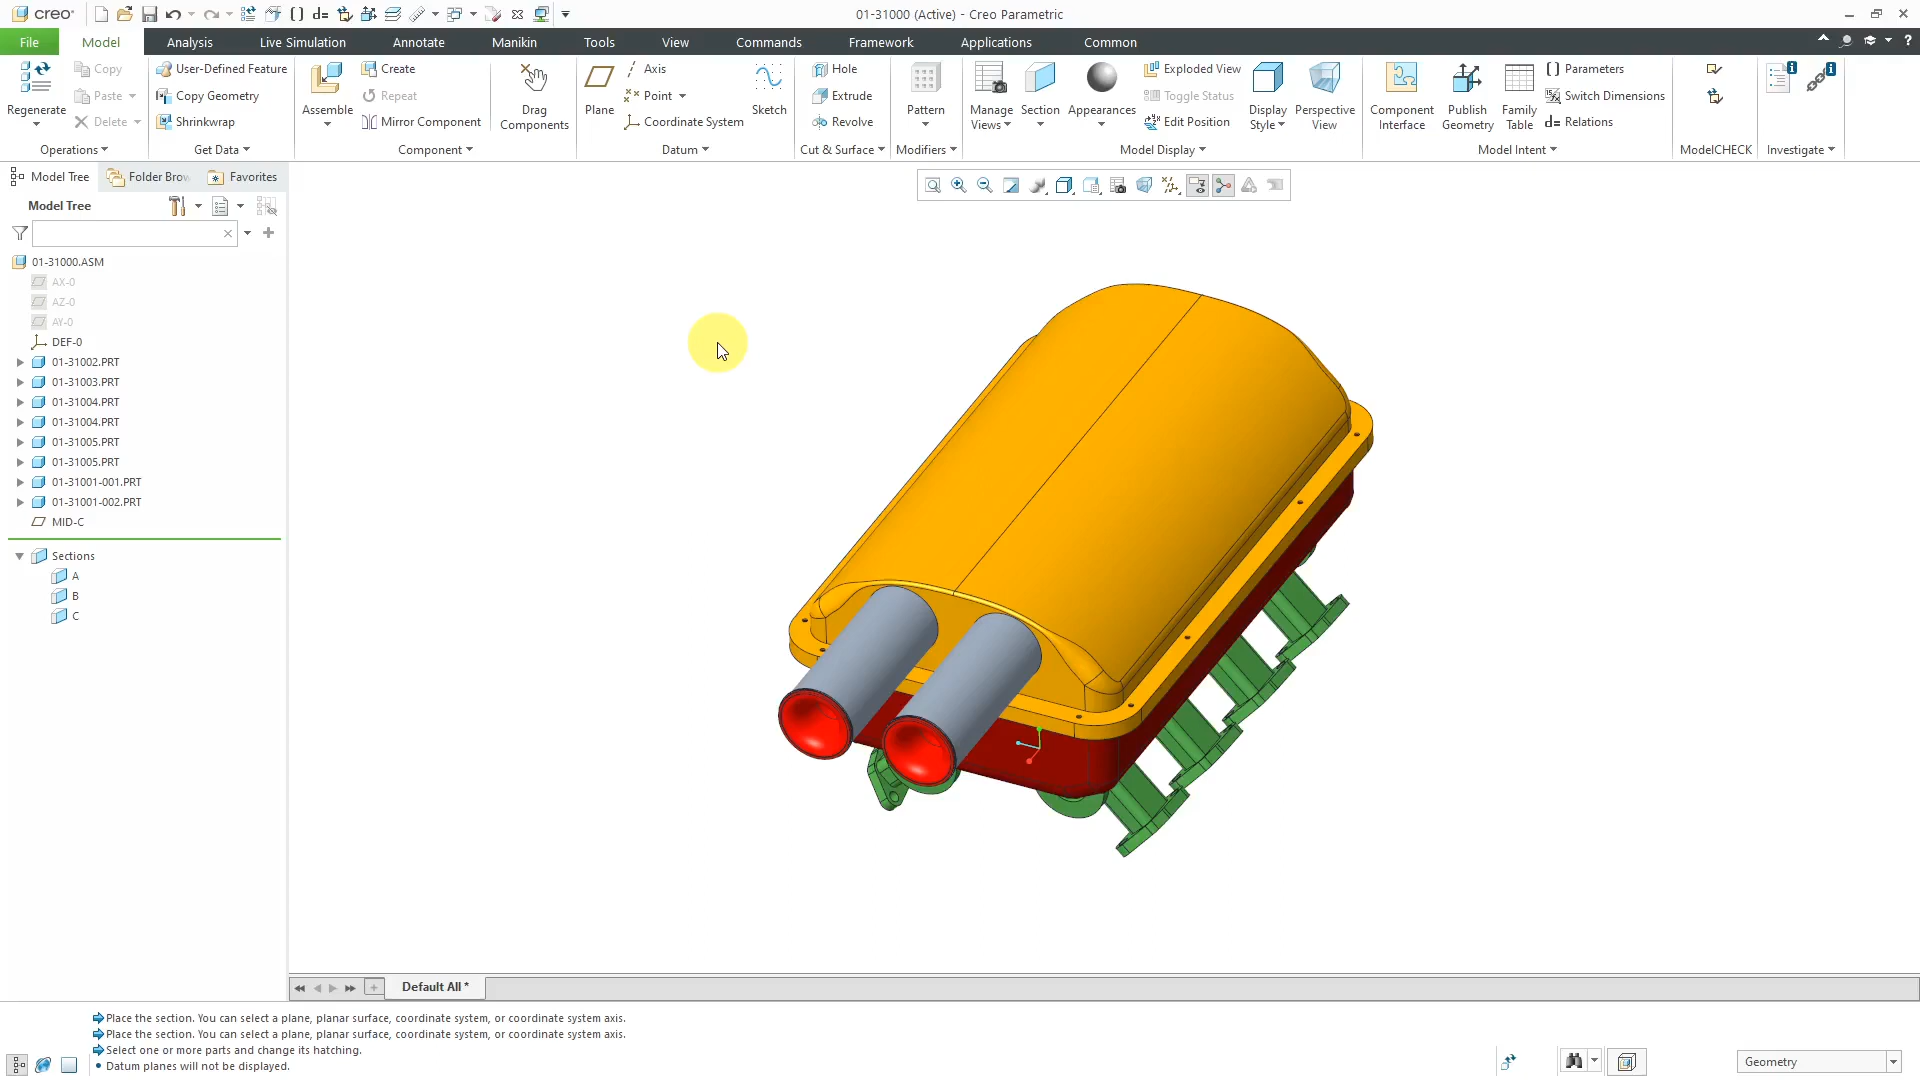 creo®
01-31000 (Active) - Creo Parametric
File
Model
Analysis
Live Simulation
Annotate
Manikin
Tools
View
Commands
Framework
Applications
Common
Regenerate
Copy
Paste
Delete
Operations
User-Defined Feature
Copy Geometry
Shrinkwrap
Get Data
Assemble
Create
Repeat
Mirror Component
Drag
Components
Component
Plane
Axis
Point
Coordinate System
Sketch
Datum
Hole
Extrude
Revolve
Cut & Surface
Pattern
Modifiers
Manage
Views
Section
Appearances
Exploded View
Toggle Status
Edit Position
Display
Style
Perspective
View
Model Display
Component
Interface
Publish
Geometry
Family
Table
Parameters
Switch Dimensions
d= Relations
Model Intent
ModelCHECK
Investigate
Model Tree
Folder Brow
Favorites
Model Tree
01-31000.ASM
AX-0
AZ-0
AY-0
DEF-0
01-31002.PRT
01-31003.PRT
01-31004.PRT
01-31004.PRT
01-31005.PRT
01-31005.PRT
01-31001-001.PRT
01-31001-002.PRT
MID-C
Sections
A
B
C
Default All *
Place the section. You can select a plane, planar surface, coordinate system, or coordinate system axis.
Place the section. You can select a plane, planar surface, coordinate system, or coordinate system axis.
Select one or more parts and change its hatching.
• Datum planes will not be displayed.
Geometry